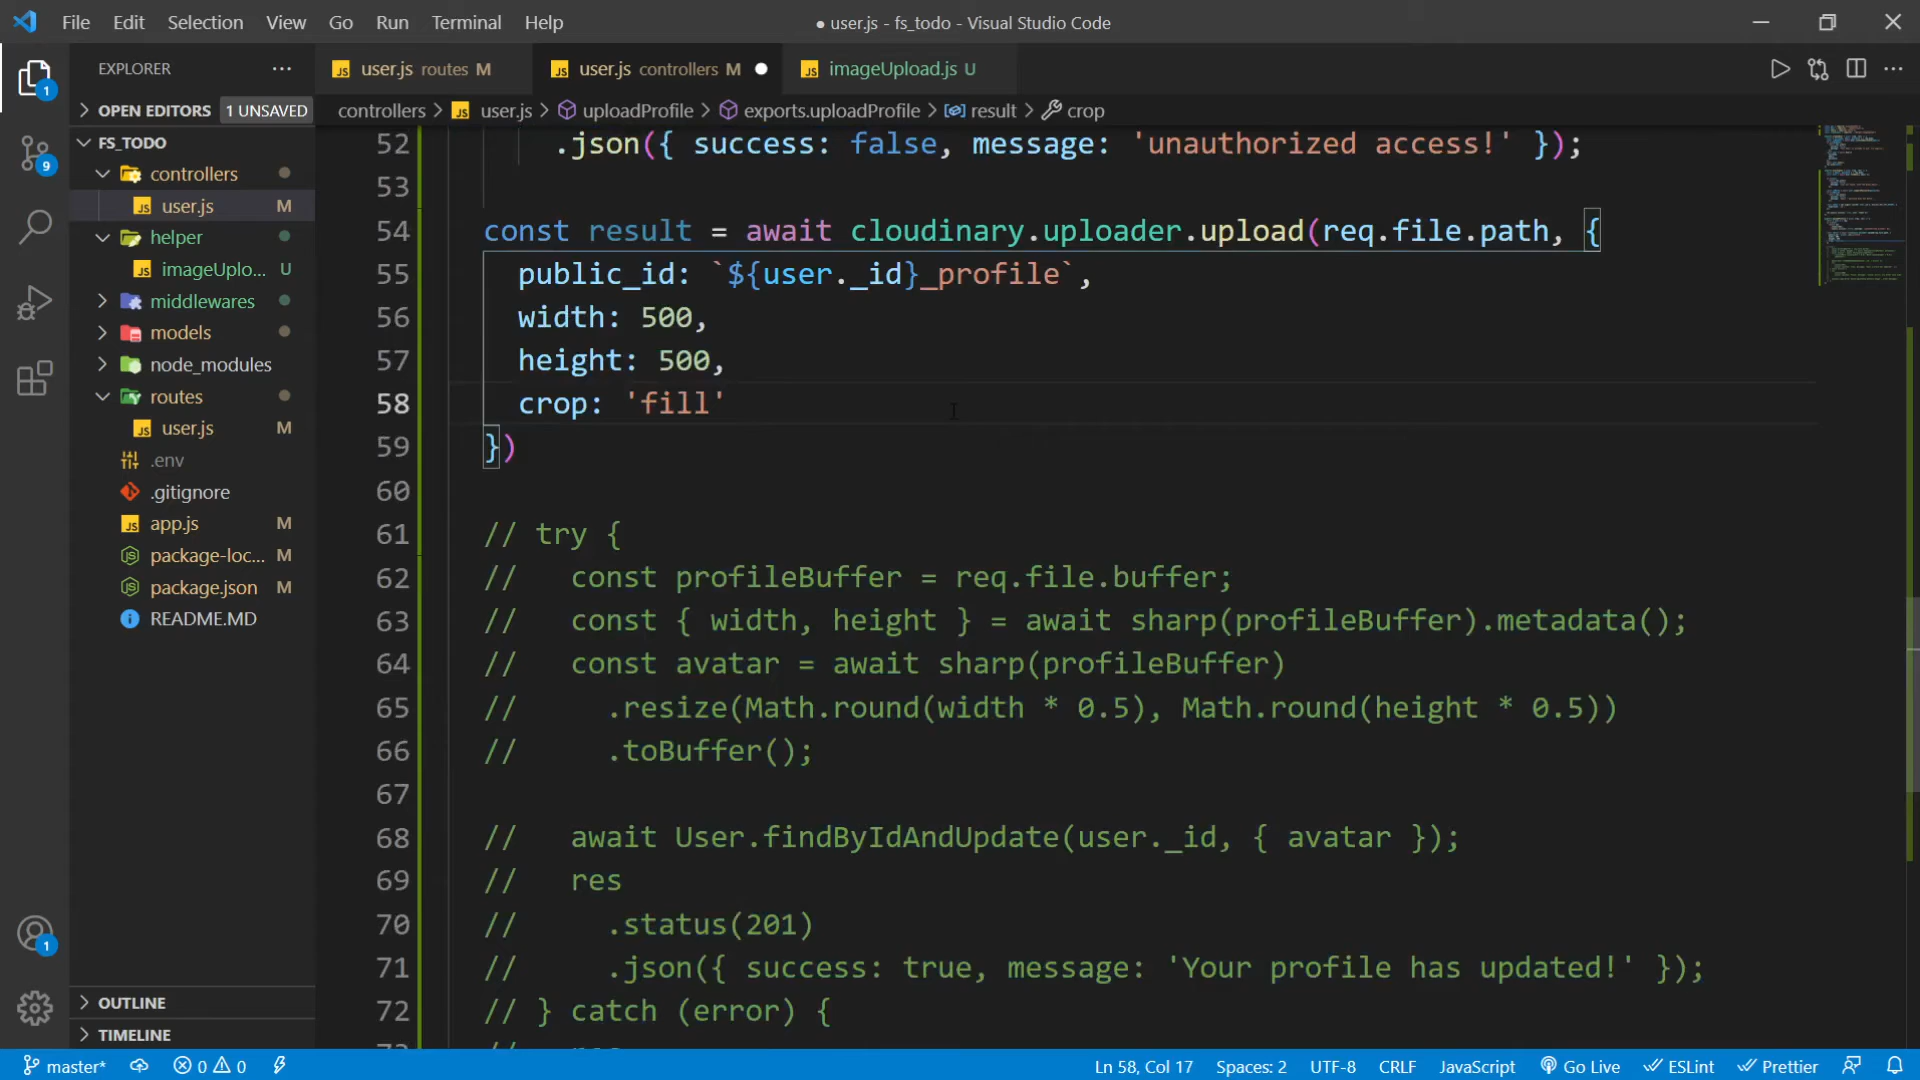 File Edit Selection View Go Run Terminal Help
● user.js - fs_todo - Visual Studio Code
EXPLORER
JS user.js routes M
JS user.js controllers M
JS imageUpload.js U
OPEN EDITORS 1 UNSAVED
controllers > JS user.js > uploadProfile > exports.uploadProfile > result > crop
FS_TODO
controllers
JS user.js M
helper
JS imageUplo... U
middlewares
models
node_modules
routes
JS user.js M
.env
.gitignore
JS app.js M
package-loc... M
package.json M
README.MD
OUTLINE
TIMELINE
1
9
1
52 .json({ success: false, message: 'unauthorized access!' });
53
54 const result = await cloudinary.uploader.upload(req.file.path, {
55 public_id: `${user._id}_profile`,
56 width: 500,
57 height: 500,
58 crop: 'fill'
59 })
60
61 // try {
62 // const profileBuffer = req.file.buffer;
63 // const { width, height } = await sharp(profileBuffer).metadata();
64 // const avatar = await sharp(profileBuffer)
65 // .resize(Math.round(width * 0.5), Math.round(height * 0.5))
66 // .toBuffer();
67
68 // await User.findByIdAndUpdate(user._id, { avatar });
69 // res
70 // .status(201)
71 // .json({ success: true, message: 'Your profile has updated!' });
72 // } catch (error) {
master* 0 0 Ln 58, Col 17 Spaces: 2 UTF-8 CRLF JavaScript Go Live ESLint Prettier